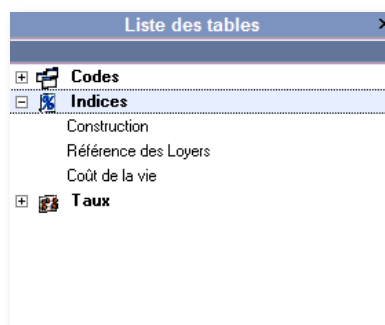 Liste des tables
Codes
Indices
Construction
Référence des Loyers
Coût de la vie
Taux